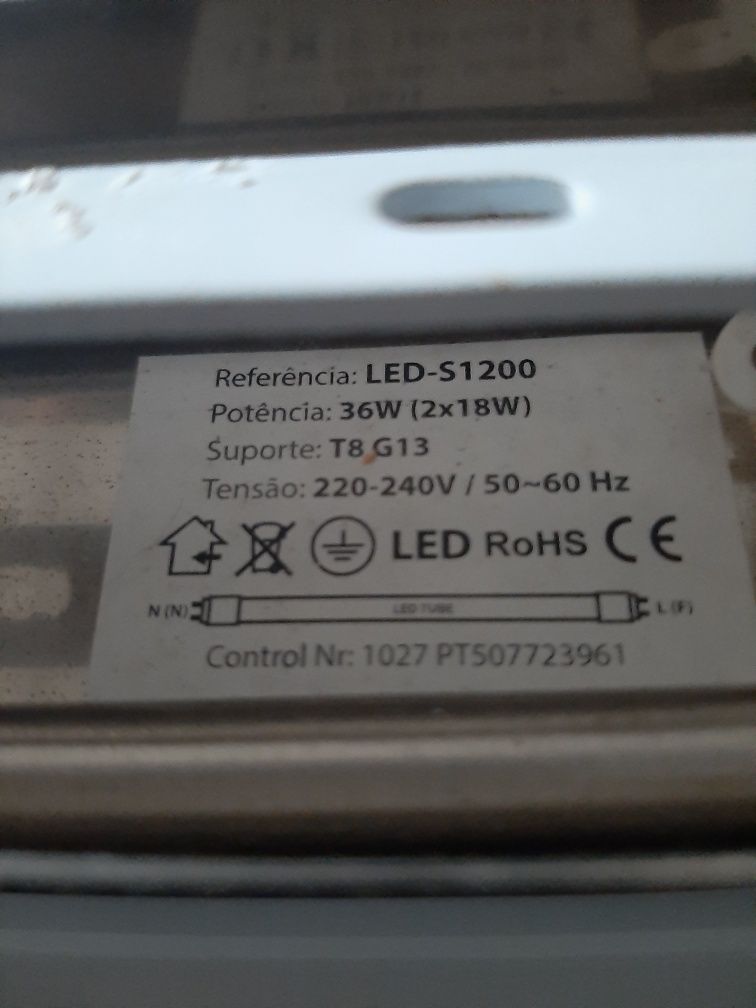 Referência: LED-S1200
Potência: 36W (2x18W)
Suporte: T8 G13
Tensão: 220-240V / 50~60 Hz
LED RoHS CE
N (N) LED TUBE L (F)
Control Nr: 1027 PT507723961